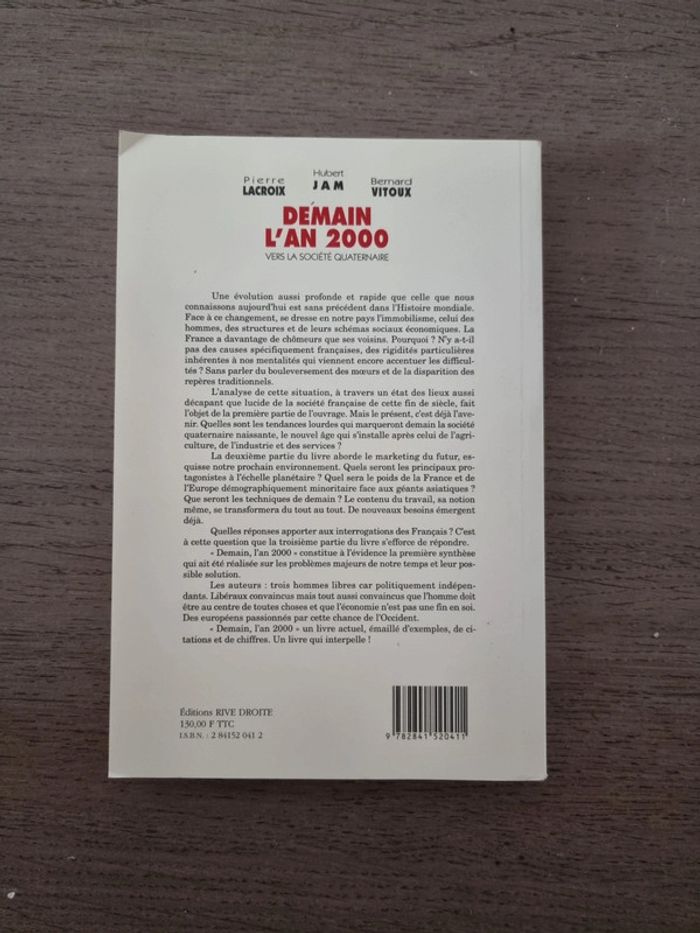 Pierre LACROIX
Hubert JAM
Bernard VITOUX
DEMAIN
L'AN 2000
VERS LA SOCIÉTÉ QUATERNAIRE
Une évolution aussi profonde et rapide que celle que nous
connaissons aujourd'hui est sans précédent dans l'Histoire mondiale.
Face à ce changement, se dresse en notre pays l'immobilisme, celui des
hommes, des structures et de leurs schémas sociaux économiques. La
France a davantage de chômeurs que ses voisins. Pourquoi ? N'y a-t-il
pas des causes spécifiquement françaises, des rigidités particulières
inhérentes à nos mentalités qui viennent encore accentuer les difficul-
tés ? Sans parler du bouleversement des mœurs et de la disparition des
repères traditionnels.
L'analyse de cette situation, à travers un état des lieux aussi
décapant que lucide de la société française de cette fin de siècle, fait
l'objet de la première partie de l'ouvrage. Mais le présent, c'est déjà l'ave-
nir. Quelles sont les tendances lourdes qui marqueront demain la société
quaternaire naissante, le nouvel âge qui s'installe après celui de l'agri-
culture, de l'industrie et des services ?
La deuxième partie du livre aborde le marketing du futur, es-
quisse notre prochain environnement. Quels seront les principaux pro-
tagonistes à l'échelle planétaire ? Quel sera le poids de la France et de
l'Europe démographiquement minoritaire face aux géants asiatiques ?
Que seront les techniques de demain ? Le contenu du travail, sa notion
même, se transformera du tout au tout. De nouveaux besoins émergent
déjà.
Quelles réponses apporter aux interrogations des Français ? C'est
à cette question que la troisième partie du livre s'efforce de répondre.
« Demain, l'an 2000 » constitue à l'évidence la première synthèse
qui ait été réalisée sur les problèmes majeurs de notre temps et leur pos-
sible solution.
Les auteurs : trois hommes libres car politiquement indépen-
dants. Libéraux convaincus mais tout aussi convaincus que l'homme doit
être au centre de toutes choses et que l'économie n'est pas une fin en soi.
Des européens passionnés par cette chance de l'Occident.
« Demain, l'an 2000 » un livre actuel, émaillé d'exemples, de ci-
tations et de chiffres. Un livre qui interpelle !
Éditions RIVE DROITE
130,00 F TTC
I.S.B.N. : 2 84152 041 2
9 782841 520411